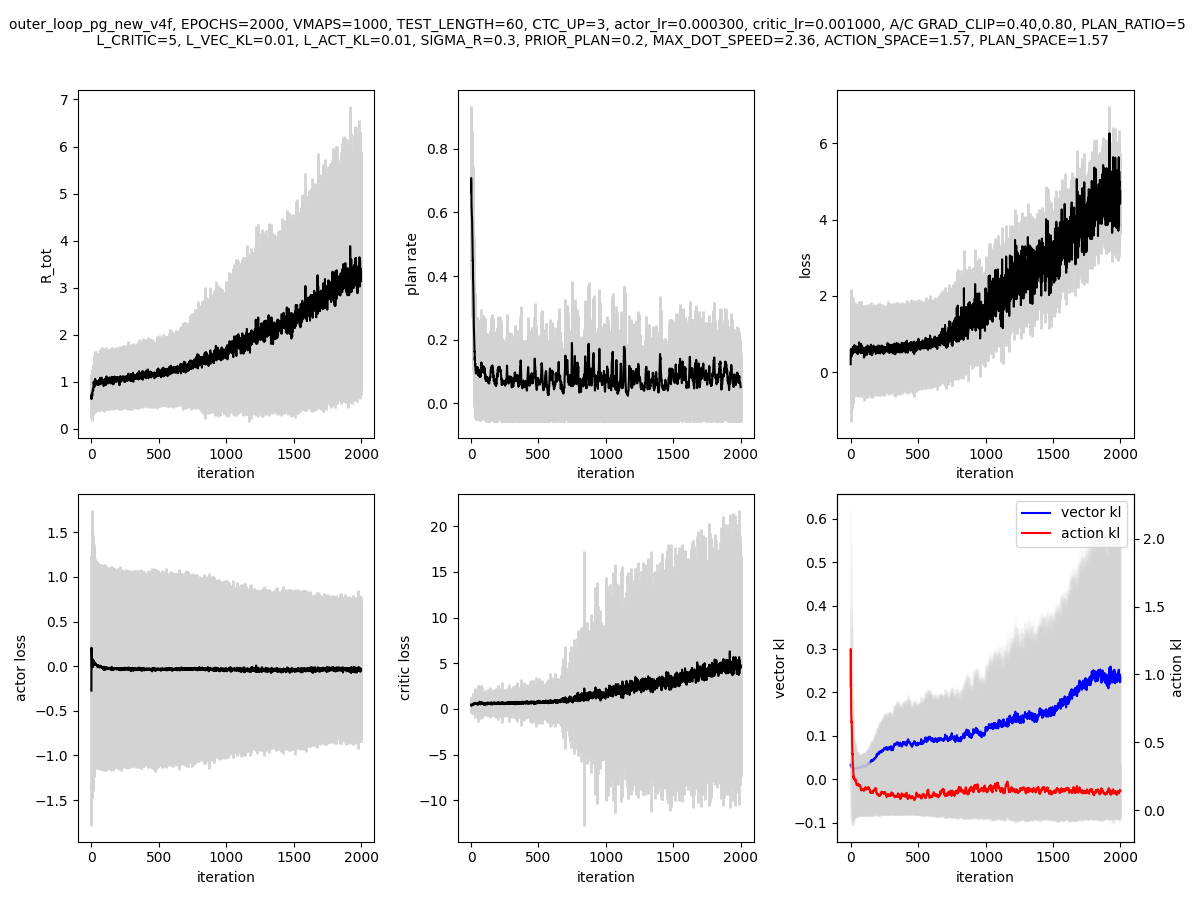 outer_loop_pg_new_v4f, EPOCHS=2000, VMAPS=1000, TEST_LENGTH=60, CTC_UP=3, actor_lr=0.000300, critic_lr=0.001000, A/C GRAD_CLIP=0.40,0.80, PLAN_RATIO=5
L_CRITIC=5, L_VEC_KL=0.01, L_ACT_KL=0.01, SIGMA_R=0.3, PRIOR_PLAN=0.2, MAX_DOT_SPEED=2.36, ACTION_SPACE=1.57, PLAN_SPACE=1.57
R_tot
7
6
5
4
3
2
1
0
0 500 1000 1500 2000
iteration
plan rate
0.8
0.6
0.4
0.2
0.0
0 500 1000 1500 2000
iteration
loss
6
4
2
0
0 500 1000 1500 2000
iteration
actor loss
1.5
1.0
0.5
0.0
−0.5
−1.0
−1.5
0 500 1000 1500 2000
iteration
critic loss
20
15
10
5
0
−5
−10
0 500 1000 1500 2000
iteration
vector kl
0.6
0.5
0.4
0.3
0.2
0.1
0.0
−0.1
vector kl
action kl
0 500 1000 1500 2000
iteration
2.0
1.5
1.0
0.5
0.0
action kl